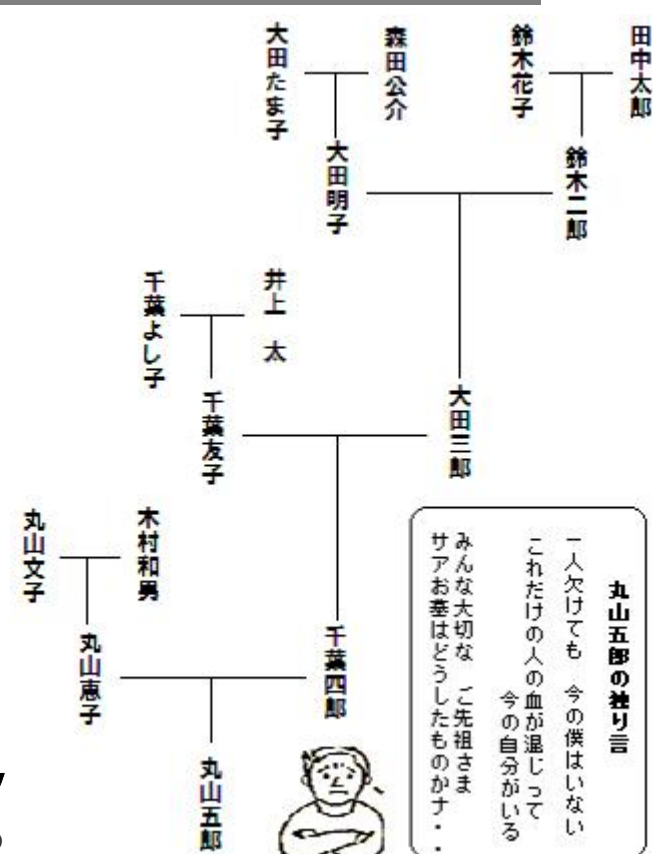 田中太郎
鈴木花子
森田公介
大田たま子
鈴木二郎
大田明子
井上 太
千葉よし子
大田三郎
千葉友子
木村和男
丸山文子
千葉四郎
丸山恵子
丸山五郎
丸山五郎の独り言
一人欠けても 今の僕はいない
これだけの人の血が混じって
今の自分がいる
みんな大切な ご先祖さま
サアお墓はどうしたものかナ・・